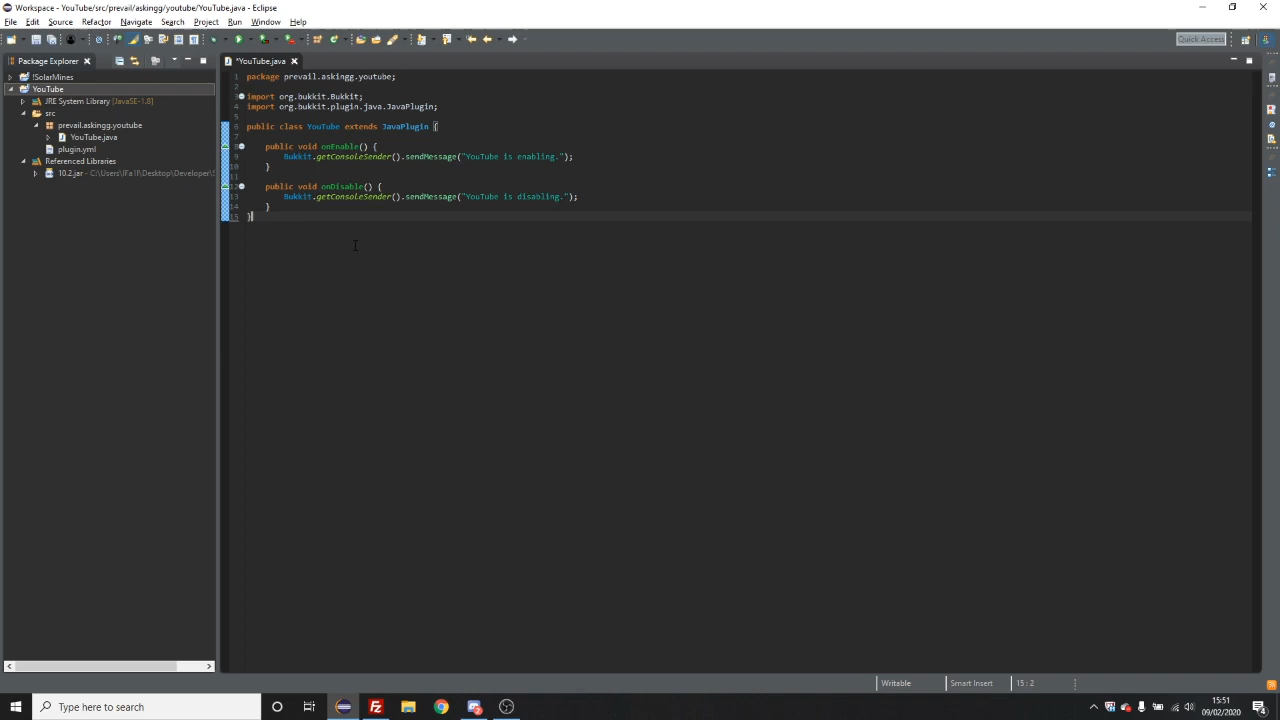 Workspace - YouTube/src/prevail/askingg/youtube/YouTube.java - Eclipse
File Edit Source Refactor Navigate Search Project Run Window Help
Quick Access
Package Explorer
*YouTube.java
!SolarMines
YouTube
JRE System Library [JavaSE-1.8]
src
prevail.askingg.youtube
YouTube.java
plugin.yml
Referenced Libraries
10.2.jar - C:\Users\
1 package prevail.askingg.youtube;
2
3 import org.bukkit.Bukkit;
4 import org.bukkit.plugin.java.JavaPlugin;
5
6 public class YouTube extends JavaPlugin {
7
8 public void onEnable() {
9 Bukkit.getConsoleSender().sendMessage("YouTube is enabling.");
10 }
11
12 public void onDisable() {
13 Bukkit.getConsoleSender().sendMessage("YouTube is disabling.");
14 }
15 }
Writable Smart Insert 15 : 2
Type here to search
15:51
09/02/2020